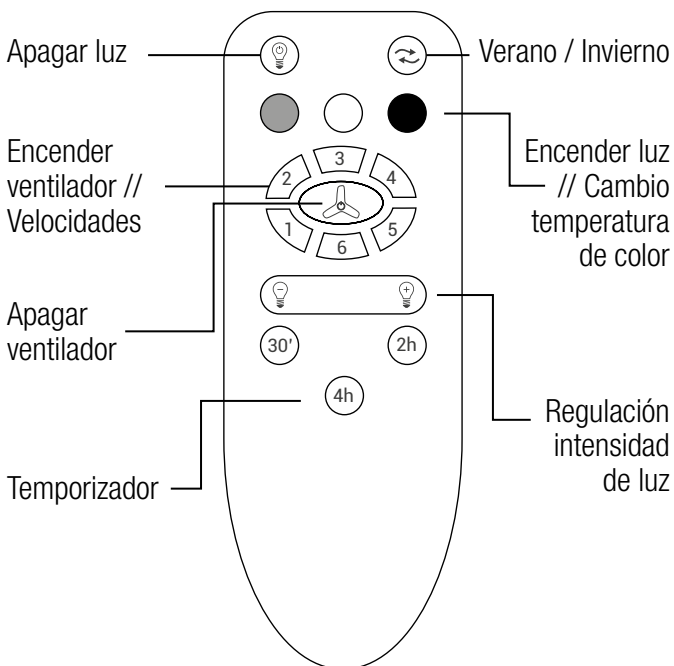 Apagar luz
Verano / Invierno
Encender
ventilador //
Velocidades
Encender luz
// Cambio
temperatura
de color
3
2
4
1
5
6
Apagar
ventilador
-
+
30'
2h
4h
Regulación
intensidad
de luz
Temporizador